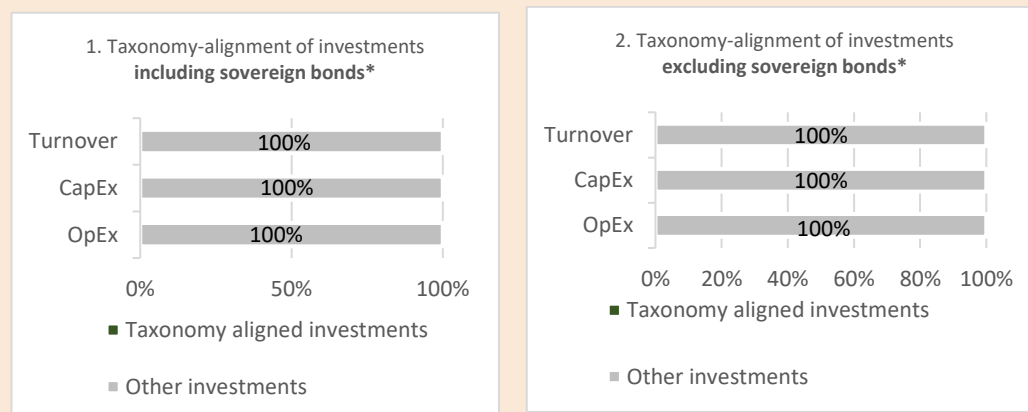 1. Taxonomy-alignment of investments
including sovereign bonds*
Turnover 100%
CapEx 100%
OpEx 100%
0% 50% 100%
Taxonomy aligned investments
Other investments
2. Taxonomy-alignment of investments
excluding sovereign bonds*
Turnover 100%
CapEx 100%
OpEx 100%
0% 20% 40% 60% 80% 100%
Taxonomy aligned investments
Other investments